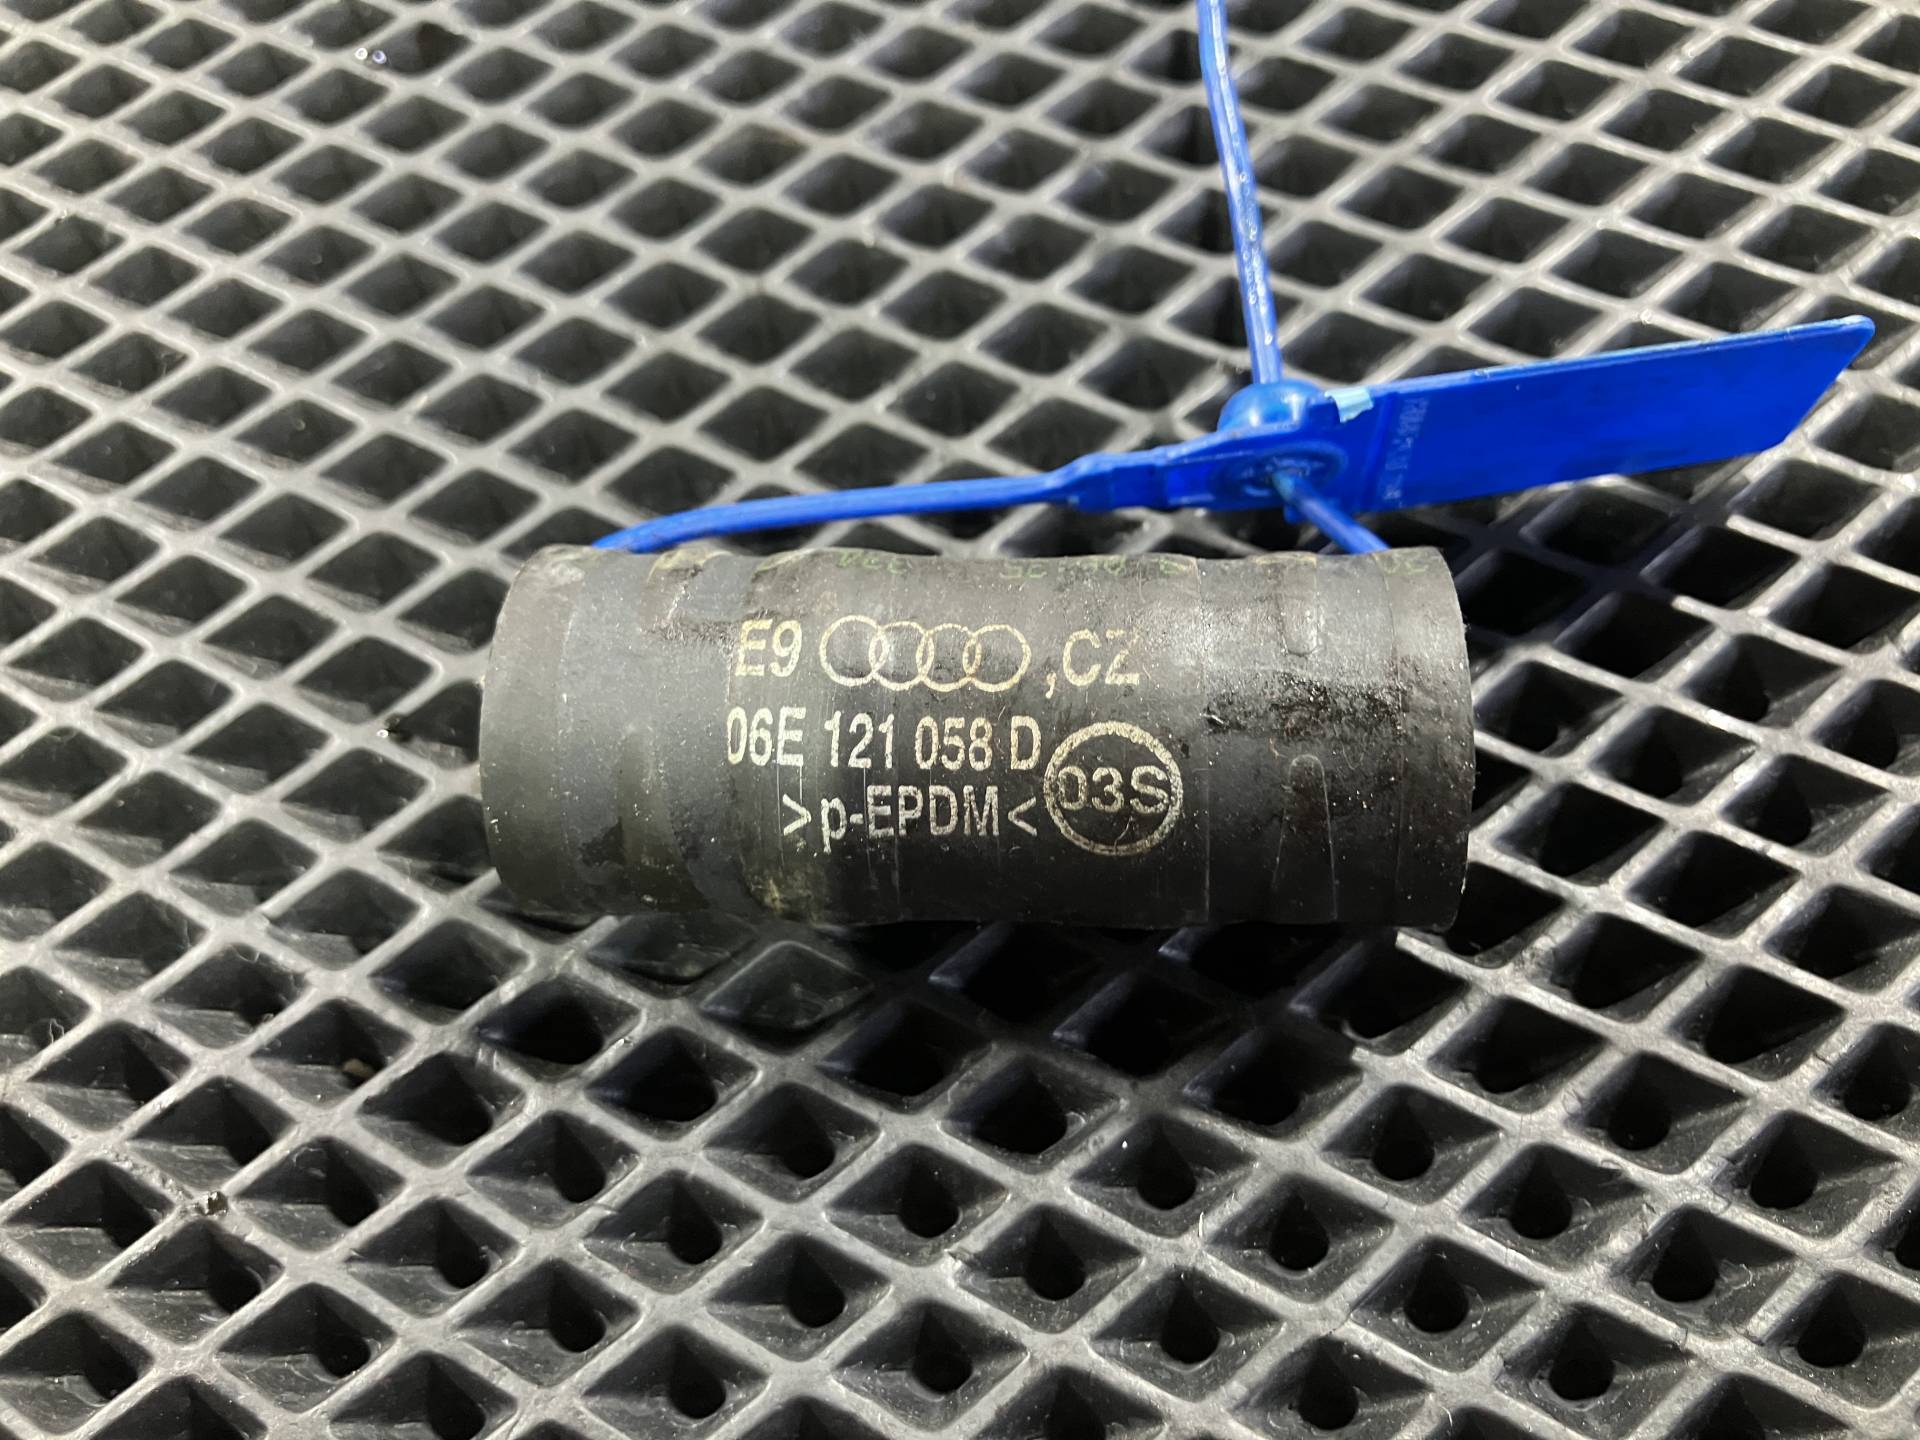 E9 ,CZ
06E 121 058 D
>p-EPDM<
03S